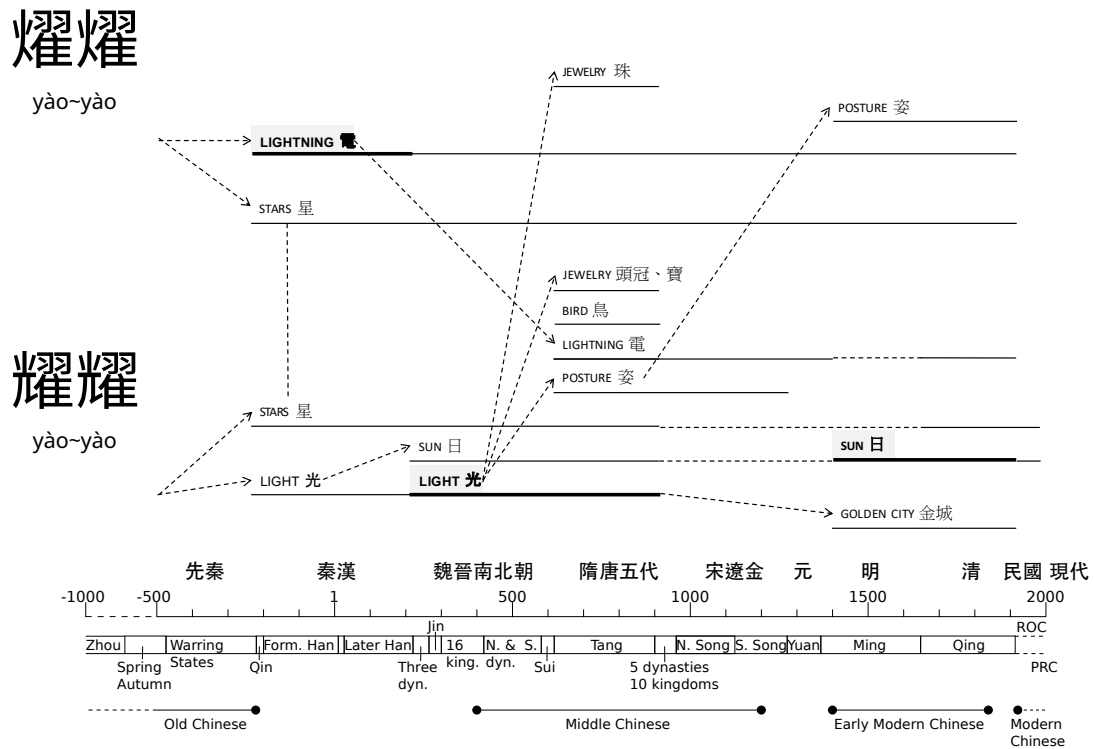 燿燿
yào~yào
JEWELRY 珠
POSTURE 姿
LIGHTNING 電
STARS 星
JEWELRY 頭冠、寶
BIRD 鳥
LIGHTNING 電
POSTURE 姿
耀耀
yào~yào
STARS 星
SUN 日
SUN 日
LIGHT 光
LIGHT 光
GOLDEN CITY 金城
先秦 秦漢 魏晉南北朝 隋唐五代 宋遼金 元 明 清 民國 現代
-1000 -500 1 500 1000 1500 2000
Jin
ROC
Zhou
Warring
States
Form. Han
Later Han
16
king.
N. & S.
dyn.
Tang
N. Song
S. Song
Yuan
Ming
Qing
Spring
Autumn
Qin
Three
dyn.
Sui
5 dynasties
10 kingdoms
PRC
Old Chinese
Middle Chinese
Early Modern Chinese
Modern
Chinese